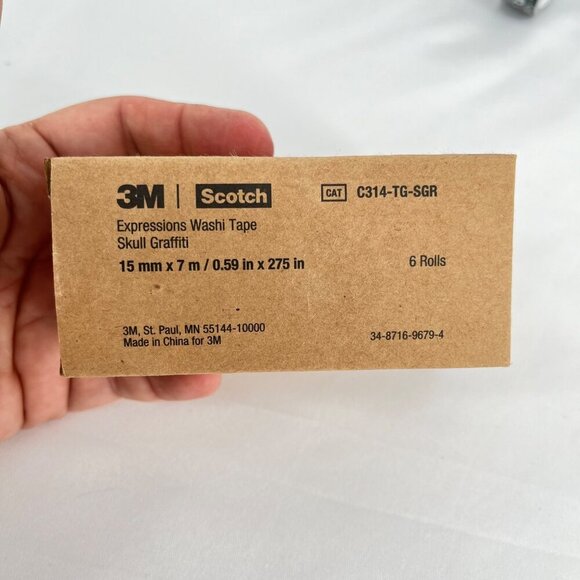 3M | Scotch
CAT C314-TG-SGR
Expressions Washi Tape
Skull Graffiti
15 mm x 7 m / 0.59 in x 275 in
6 Rolls
3M, St. Paul, MN 55144-10000
Made in China for 3M
34-8716-9679-4